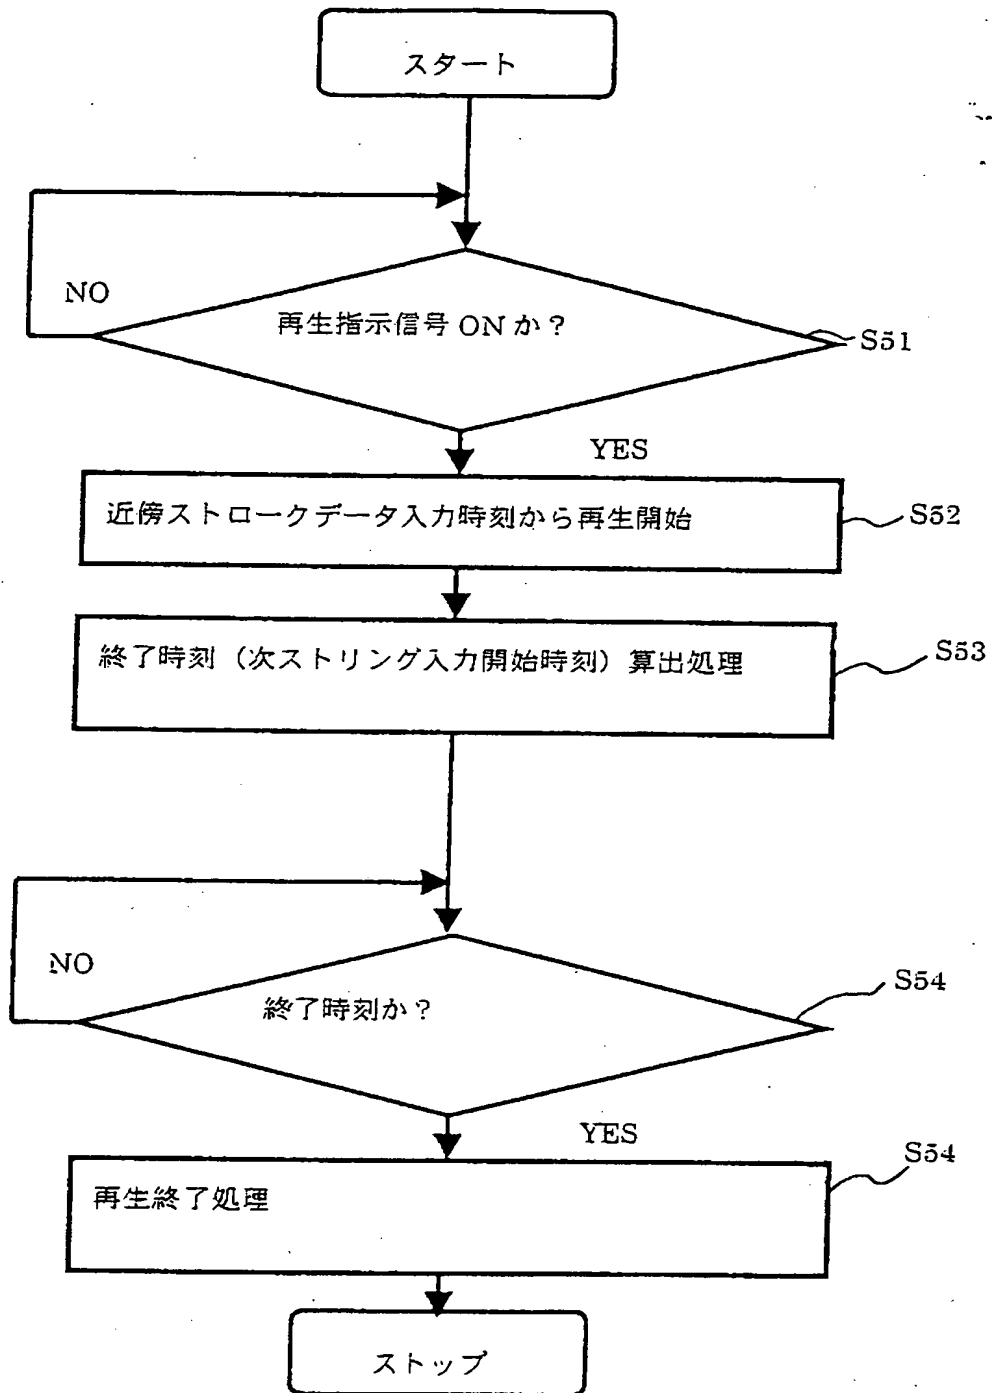 スタート
NO
再生指示信号 ONか？
S51
YES
近傍ストロークデータ入力時刻から再生開始
S52
終了時刻（次ストリング入力開始時刻）算出処理
S53
NO
終了時刻か？
S54
YES
再生終了処理
S54
ストップ